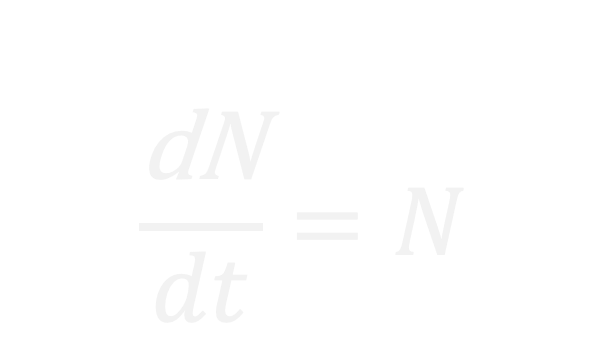 dN/dt = N